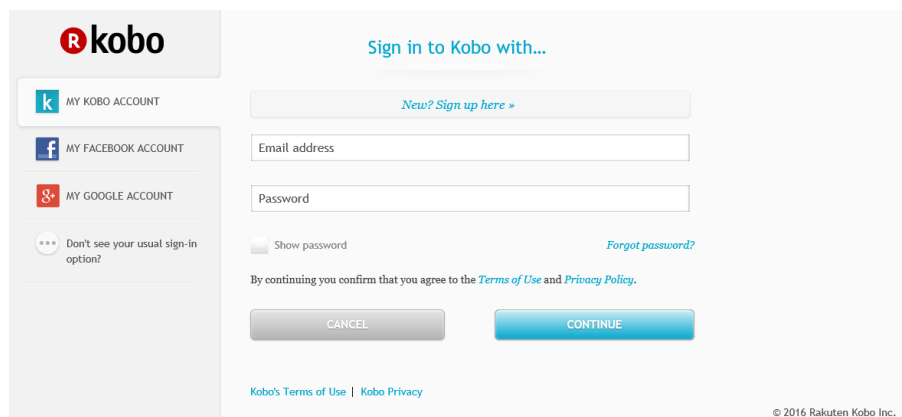 R kobo
MY KOBO ACCOUNT
MY FACEBOOK ACCOUNT
MY GOOGLE ACCOUNT
Don't see your usual sign-in
option?
Sign in to Kobo with...
New? Sign up here »
Email address
Password
Show password
Forgot password?
By continuing you confirm that you agree to the Terms of Use and Privacy Policy.
CANCEL
CONTINUE
Kobo's Terms of Use | Kobo Privacy
© 2016 Rakuten Kobo Inc.